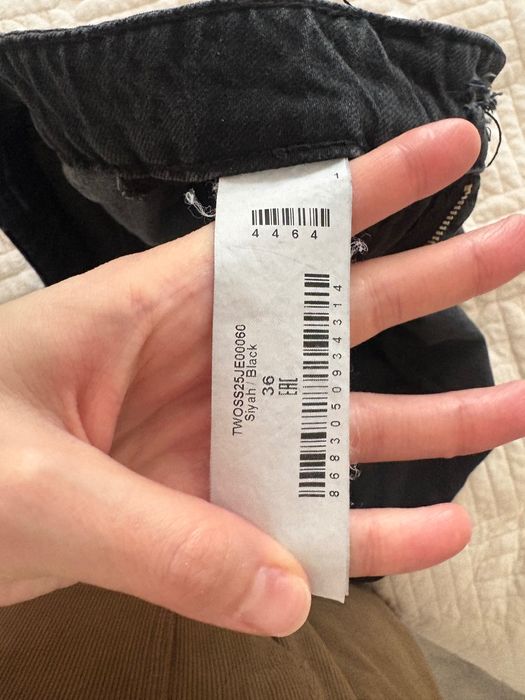 1
4464
TWOSS25JE00060
Siyah / Black
36
EAC
8683050934314